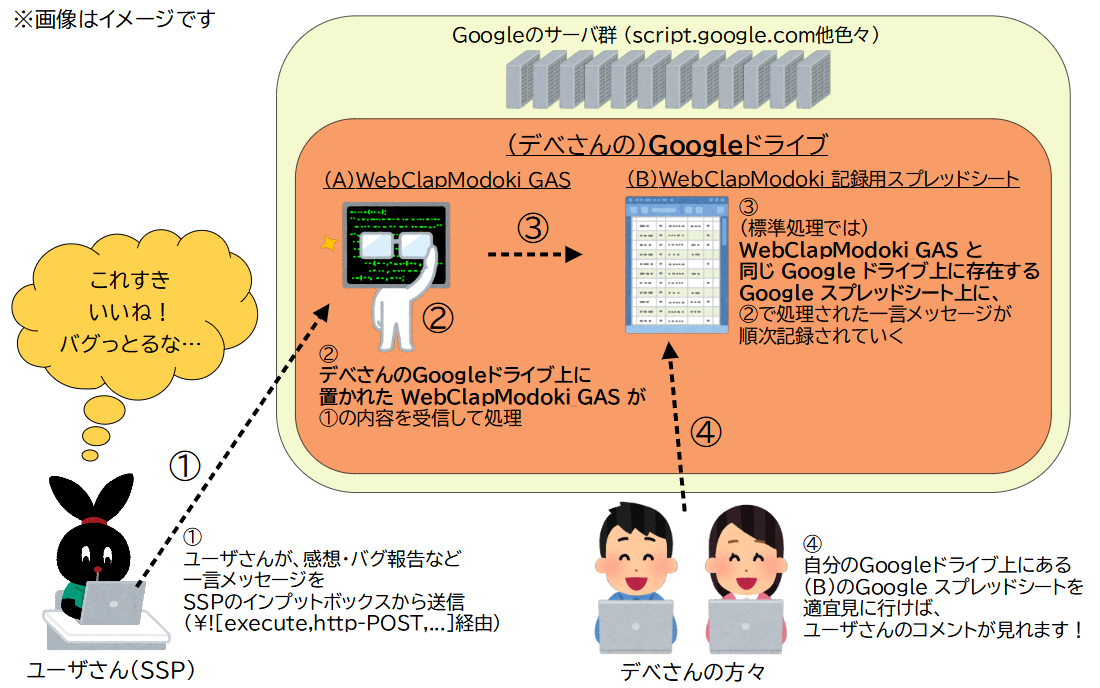 ※画像はイメージです
Googleのサーバ群（script.google.com他色々）
（デベさんの）Googleドライブ
（A）WebClapModoki GAS
（B）WebClapModoki 記録用スプレッドシート
③
②
③
（標準処理では）
WebClapModoki GAS と
同じ Google ドライブ上に存在する
Google スプレッドシート上に、
②で処理された一言メッセージが
順次記録されていく
②
デベさんのGoogleドライブ上に
置かれた WebClapModoki GAS が
①の内容を受信して処理
これすき
いいね！
バグっとるな…
①
④
①
ユーザさんが、感想・バグ報告など
一言メッセージを
SSPのインプットボックスから送信
（¥![execute,http-POST,...]経由）
ユーザさん（SSP）
④
自分のGoogleドライブ上にある
（B）のGoogle スプレッドシートを
適宜見に行けば、
ユーザさんのコメントが見れます！
デベさんの方々